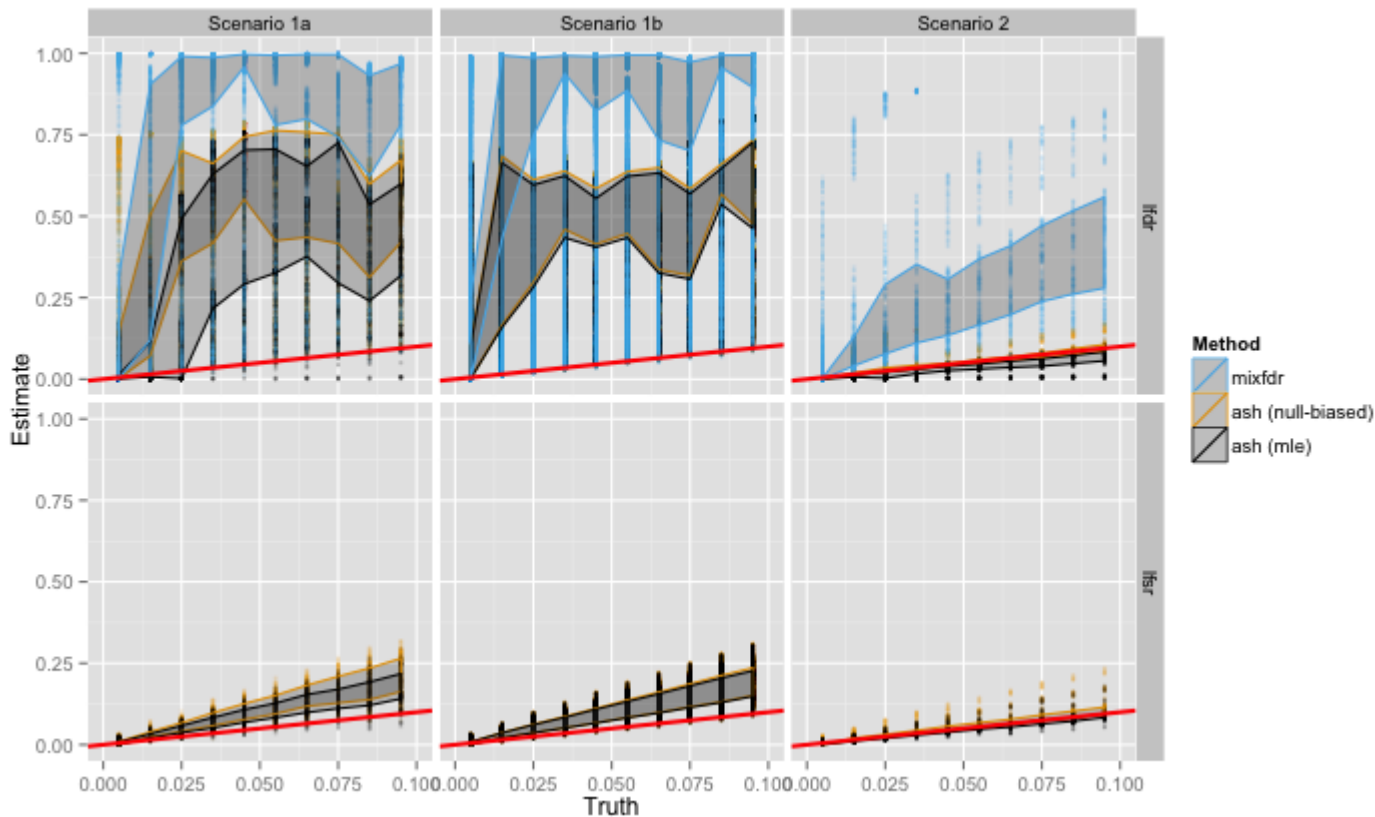 Scenario 1a
Scenario 1b
Scenario 2
1.00
0.75
0.50
0.25
0.00
lfdr
1.00
0.75
0.50
0.25
0.00
lfsr
Estimate
0.000 0.025 0.050 0.075 0.100
0.000 0.025 0.050 0.075 0.100
0.000 0.025 0.050 0.075 0.100
Truth
Method
mixfdr
ash (null-biased)
ash (mle)